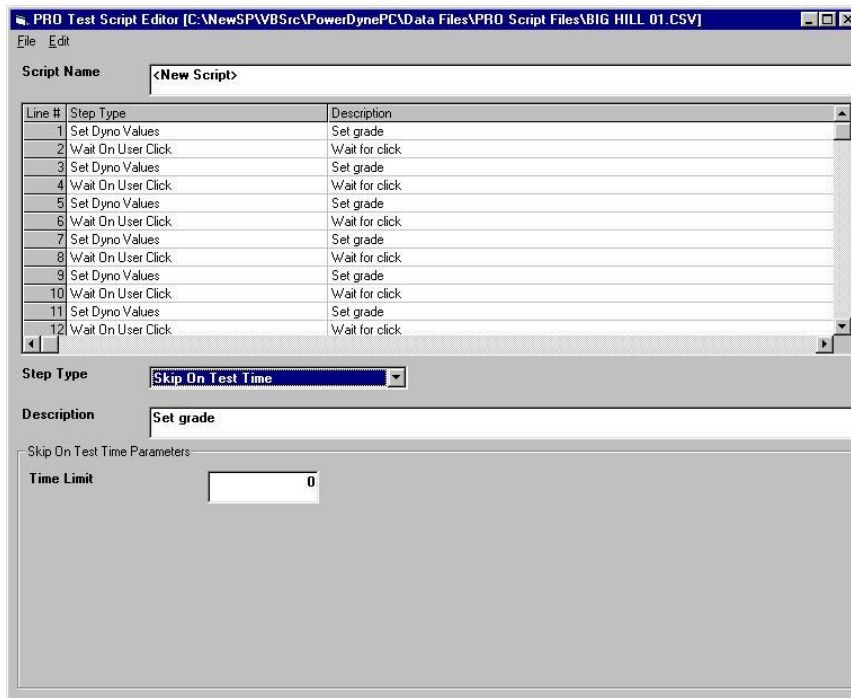 PRO Test Script Editor [C:\NewSP\VBSrc\PowerDynePC\Data Files\PRO Script Files\BIG HILL 01.CSV]
File Edit
Script Name <New Script>
Line # Step Type Description
1 Set Dyno Values Set grade
2 Wait On User Click Wait for click
3 Set Dyno Values Set grade
4 Wait On User Click Wait for click
5 Set Dyno Values Set grade
6 Wait On User Click Wait for click
7 Set Dyno Values Set grade
8 Wait On User Click Wait for click
9 Set Dyno Values Set grade
10 Wait On User Click Wait for click
11 Set Dyno Values Set grade
12 Wait On User Click Wait for click
Step Type Skip On Test Time
Description Set grade
Skip On Test Time Parameters
Time Limit 0